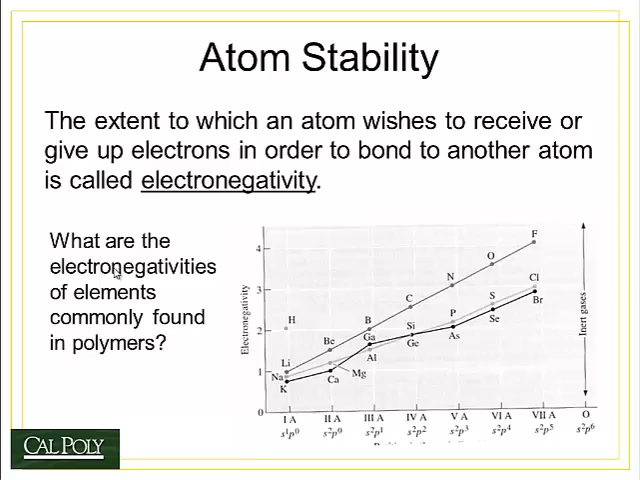 Atom Stability
The extent to which an atom wishes to receive or
give up electrons in order to bond to another atom
is called electronegativity.
What are the
electronegativities
of elements
commonly found
in polymers?
Electronegativity
4
3
2
1
0
H
Li
Na
K
Be
Mg
Ca
B
Ga
Al
C
Si
Ge
N
P
As
O
S
Se
F
Cl
Br
Inert gases
I A II A III A IV A V A VI A VII A O
s¹p⁰ s²p⁰ s²p¹ s²p² s²p³ s²p⁴ s²p⁵ s²p⁶
CAL POLY